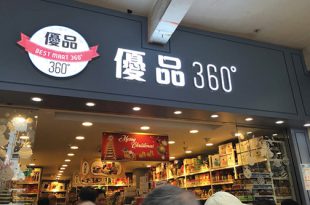 優品
BEST MART 360°
360°
優品 360°
Merry
Christmas